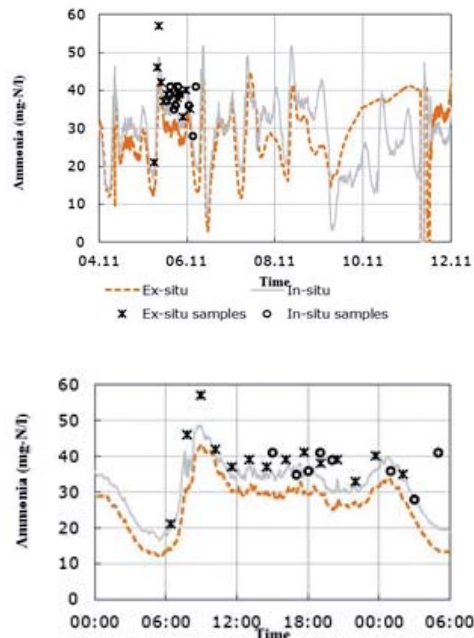 Ammonia (mg-N/l)
60
50
40
30
20
10
0
04.11 06.11 08.11 10.11 12.11
Time
Ex-situ In-situ
Ex-situ samples In-situ samples
Ammonia (mg-N/l)
60
50
40
30
20
10
0
00:00 06:00 12:00 18:00 00:00 06:00
Time